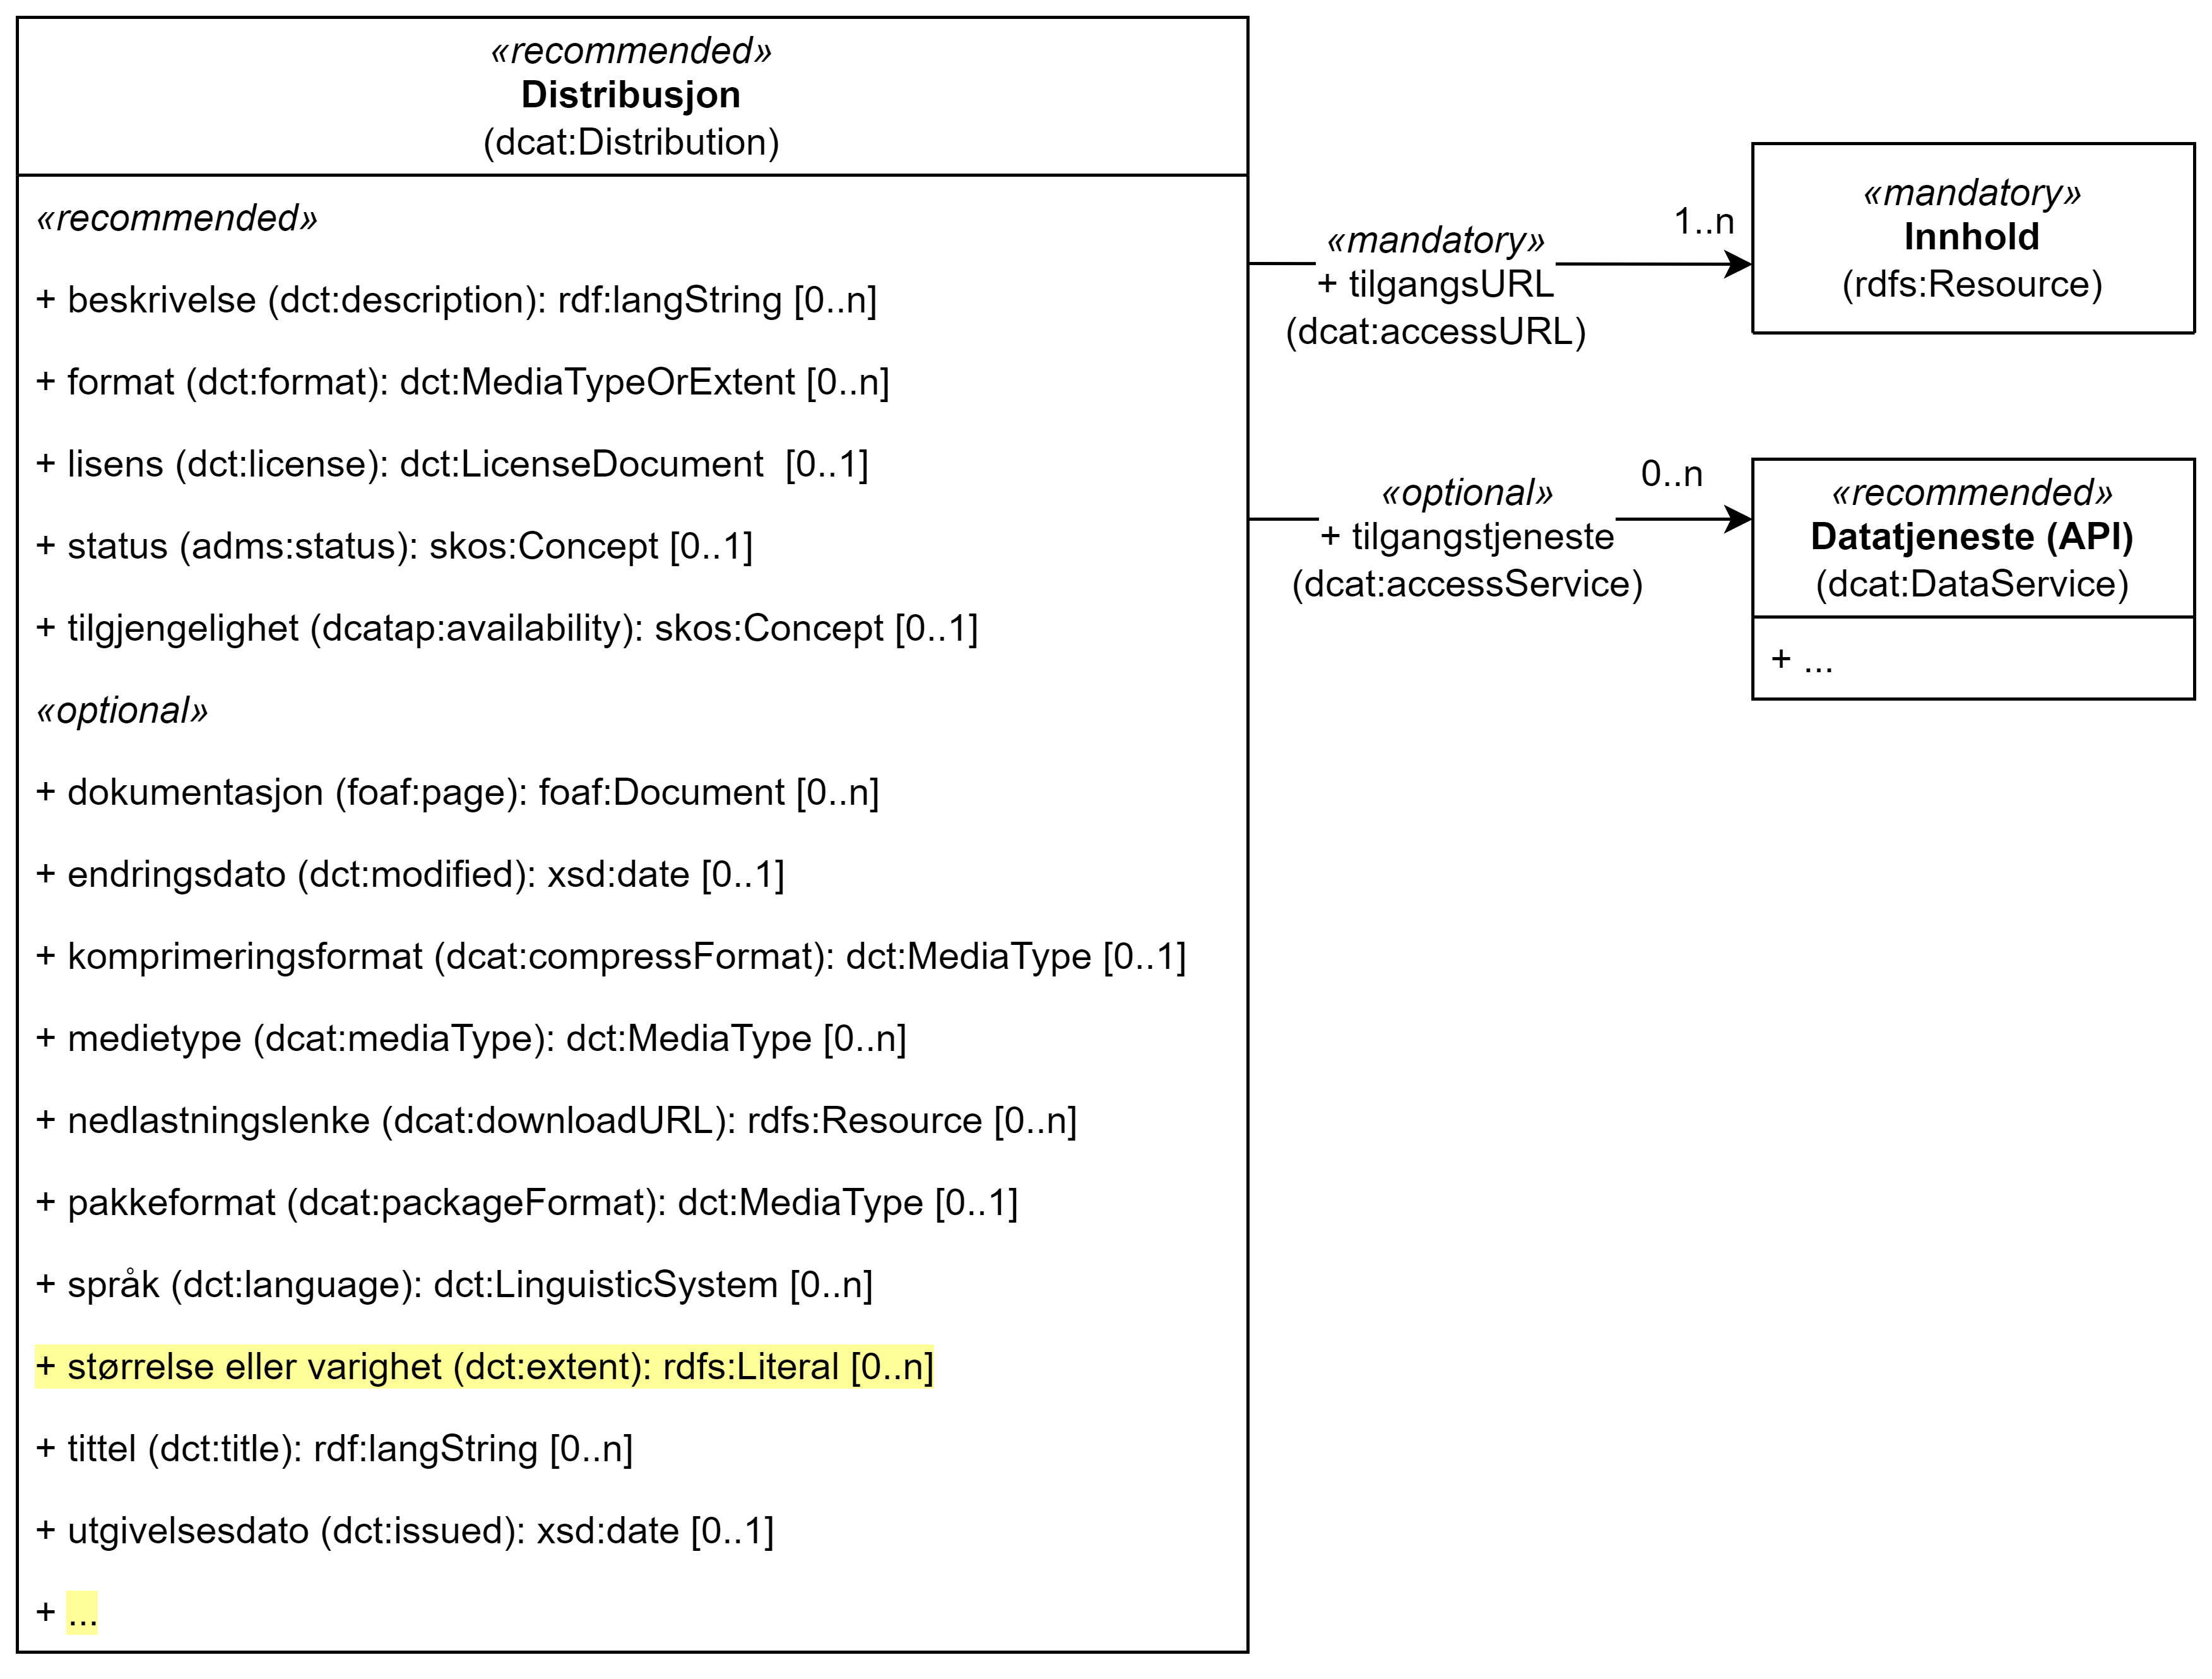 «recommended»
Distribusjon
(dcat:Distribution)
«recommended»
+ beskrivelse (dct:description): rdf:langString [0..n]
+ format (dct:format): dct:MediaTypeOrExtent [0..n]
+ lisens (dct:license): dct:LicenseDocument  [0..1]
+ status (adms:status): skos:Concept [0..1]
+ tilgjengelighet (dcatap:availability): skos:Concept [0..1]
«optional»
+ dokumentasjon (foaf:page): foaf:Document [0..n]
+ endringsdato (dct:modified): xsd:date [0..1]
+ komprimeringsformat (dcat:compressFormat): dct:MediaType [0..1]
+ medietype (dcat:mediaType): dct:MediaType [0..n]
+ nedlastningslenke (dcat:downloadURL): rdfs:Resource [0..n]
+ pakkeformat (dcat:packageFormat): dct:MediaType [0..1]
+ språk (dct:language): dct:LinguisticSystem [0..n]
+ størrelse eller varighet (dct:extent): rdfs:Literal [0..n]
+ tittel (dct:title): rdf:langString [0..n]
+ utgivelsesdato (dct:issued): xsd:date [0..1]
+ ...
«mandatory»
+ tilgangsURL
(dcat:accessURL)
1..n
«mandatory»
Innhold
(rdfs:Resource)
«optional»
+ tilgangstjeneste
(dcat:accessService)
0..n
«recommended»
Datatjeneste (API)
(dcat:DataService)
+ ...